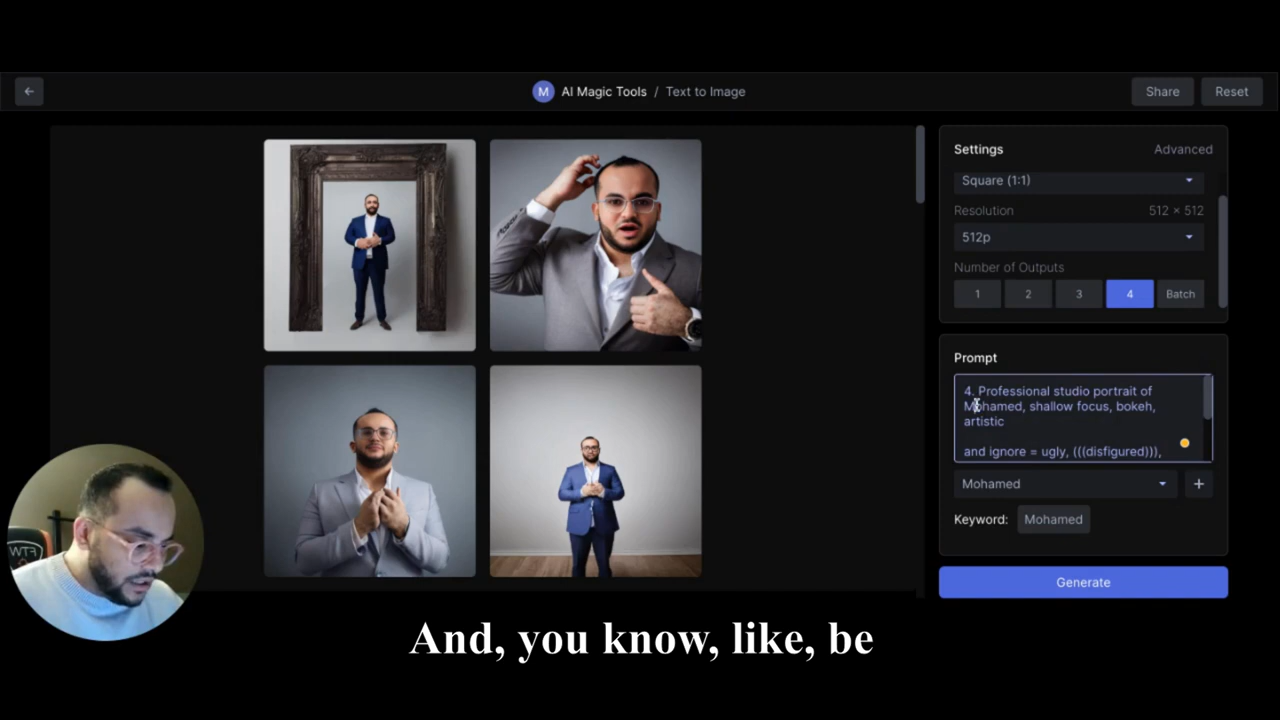 M AI Magic Tools / Text to Image
Share
Reset
Settings
Advanced
Square (1:1)
Resolution
512 × 512
512p
Number of Outputs
1
2
3
4
Batch
Prompt
4. Professional studio portrait of
Mohamed, shallow focus, bokeh,
artistic
and ignore = ugly, (((disfigured))),
Mohamed
+
Keyword: Mohamed
Generate
FTW
And, you know, like, be